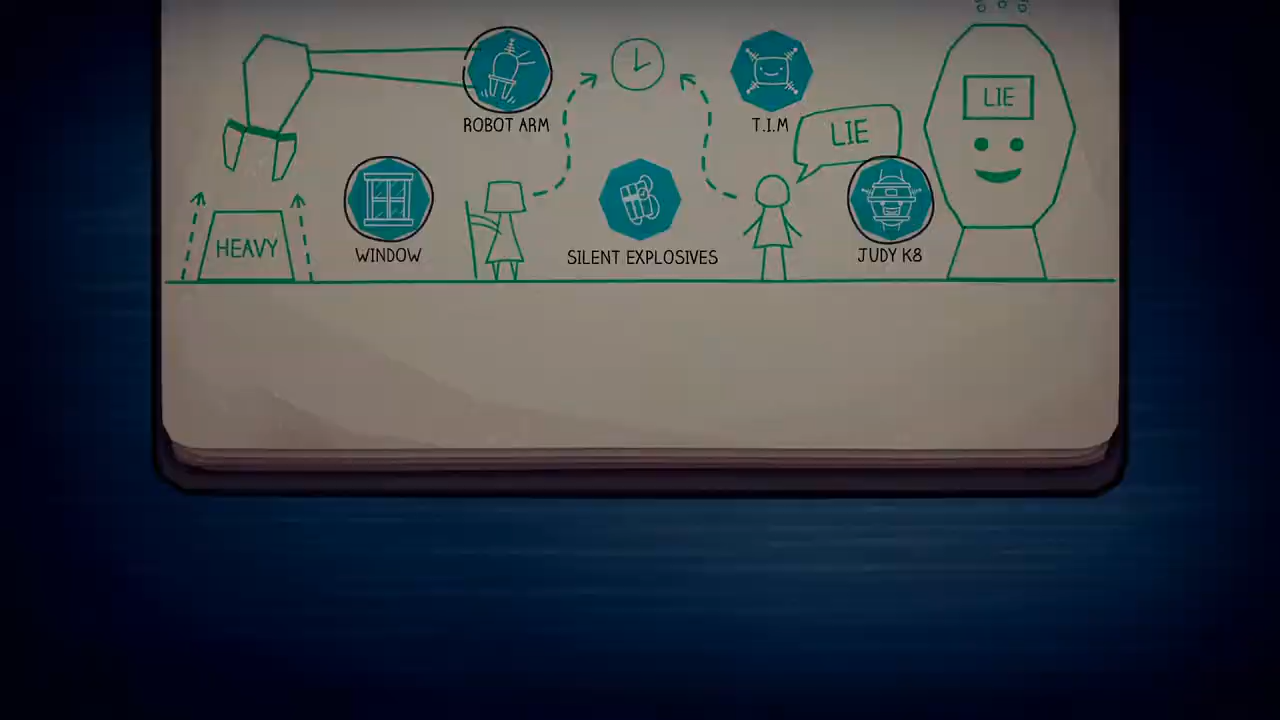 LIE
ROBOT ARM
T.I.M
LIE
HEAVY
WINDOW
SILENT EXPLOSIVES
JUDY K8